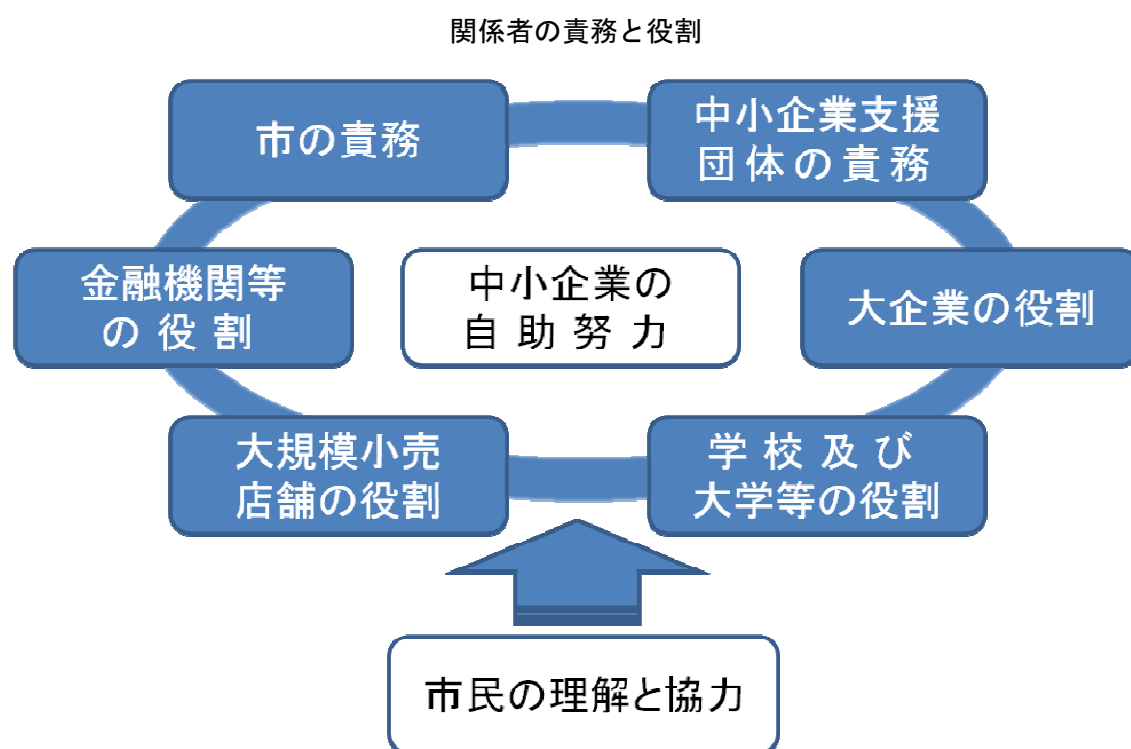 関係者の責務と役割
市の責務
中小企業支援
団体の責務
金融機関等
の役割
中小企業の
自助努力
大企業の役割
大規模小売
店舗の役割
学校及び
大学等の役割
市民の理解と協力